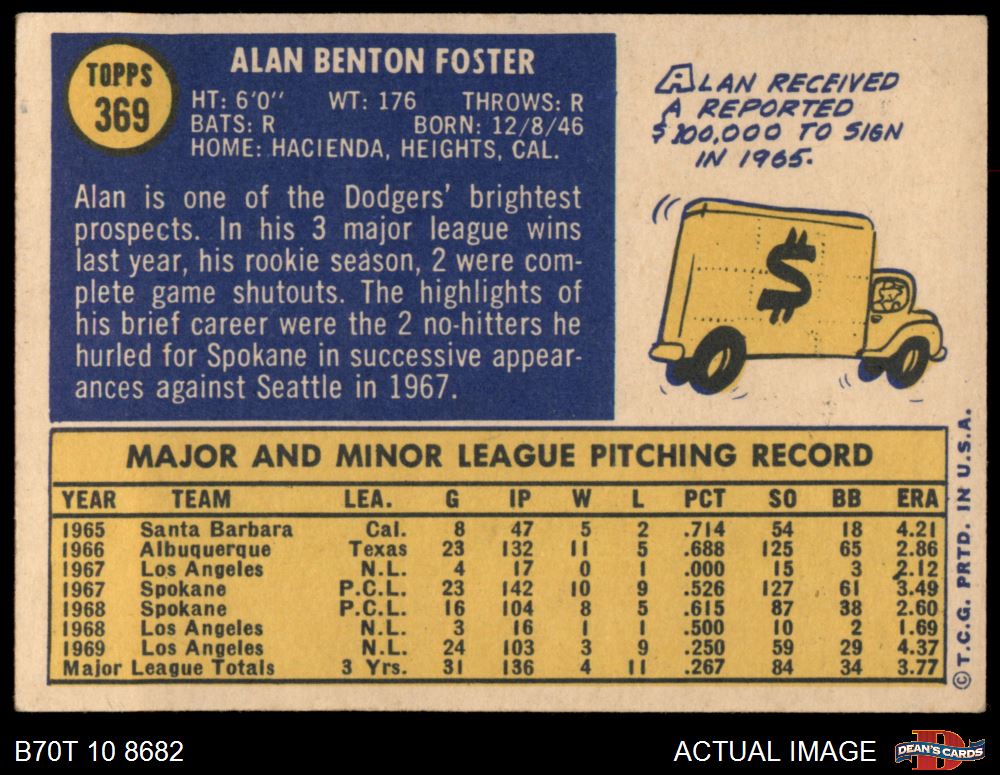 TOPPS
369
ALAN BENTON FOSTER
HT: 6'0" WT: 176 THROWS: R
BATS: R BORN: 12/8/46
HOME: HACIENDA, HEIGHTS, CAL.
Alan is one of the Dodgers' brightest
prospects. In his 3 major league wins
last year, his rookie season, 2 were com-
plete game shutouts. The highlights of
his brief career were the 2 no-hitters he
hurled for Spokane in successive appear-
ances against Seattle in 1967.
ALAN RECEIVED
A REPORTED
$100,000 TO SIGN
IN 1965.
$
MAJOR AND MINOR LEAGUE PITCHING RECORD
YEAR TEAM LEA. G IP W L PCT SO BB ERA
1965 Santa Barbara Cal. 8 47 5 2 .714 54 18 4.21
1966 Albuquerque Texas 23 132 11 5 .688 125 65 2.86
1967 Los Angeles N.L. 4 17 0 1 .000 15 3 2.12
1967 Spokane P.C.L. 23 142 10 9 .526 127 61 3.49
1968 Spokane P.C.L. 16 104 8 5 .615 87 38 2.60
1968 Los Angeles N.L. 3 16 1 1 .500 10 2 1.69
1969 Los Angeles N.L. 24 103 3 9 .250 59 29 4.37
Major League Totals 3 Yrs. 31 136 4 11 .267 84 34 3.77
© T.C.G. PRTD. IN U.S.A.
B70T 10 8682
ACTUAL IMAGE
D
DEAN'S CARDS